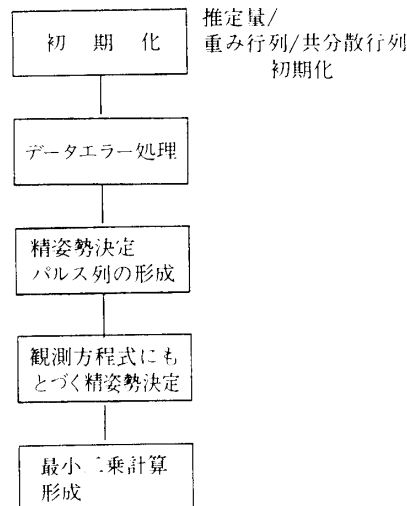 初期化
推定量/
重み行列/共分散行列
初期化
データエラー処理
精姿勢決定
パルス列の形成
観測方程式にも
とづく精姿勢決定
最小二乗計算
形成